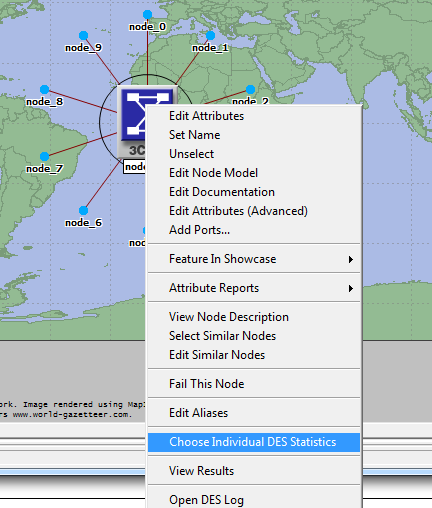 node_0
node_9
node_1
node_8
node_2
3C
node_7
node
node_6
Edit Attributes
Set Name
Unselect
Edit Node Model
Edit Documentation
Edit Attributes (Advanced)
Add Ports...
Feature In Showcase
Attribute Reports
View Node Description
Select Similar Nodes
Edit Similar Nodes
Fail This Node
Edit Aliases
Choose Individual DES Statistics
View Results
Open DES Log
ork. Image rendered using Map
rs www.world-gazetteer.com.